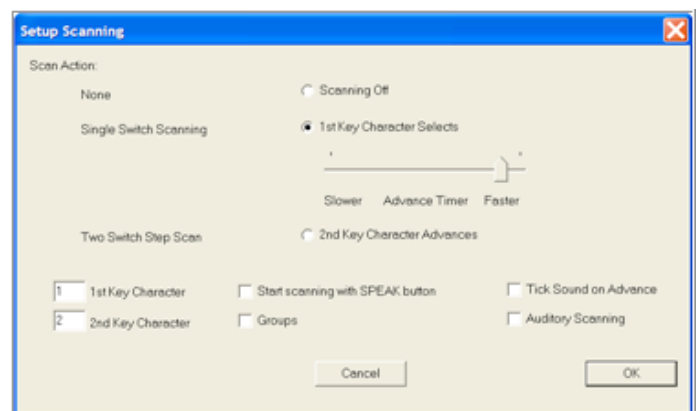 Setup Scanning
Scan Action:
None Scanning Off
Single Switch Scanning 1st Key Character Selects
Slower Advance Timer Faster
Two Switch Step Scan 2nd Key Character Advances
1 1st Key Character Start scanning with SPEAK button Tick Sound on Advance
2 2nd Key Character Groups Auditory Scanning
Cancel OK